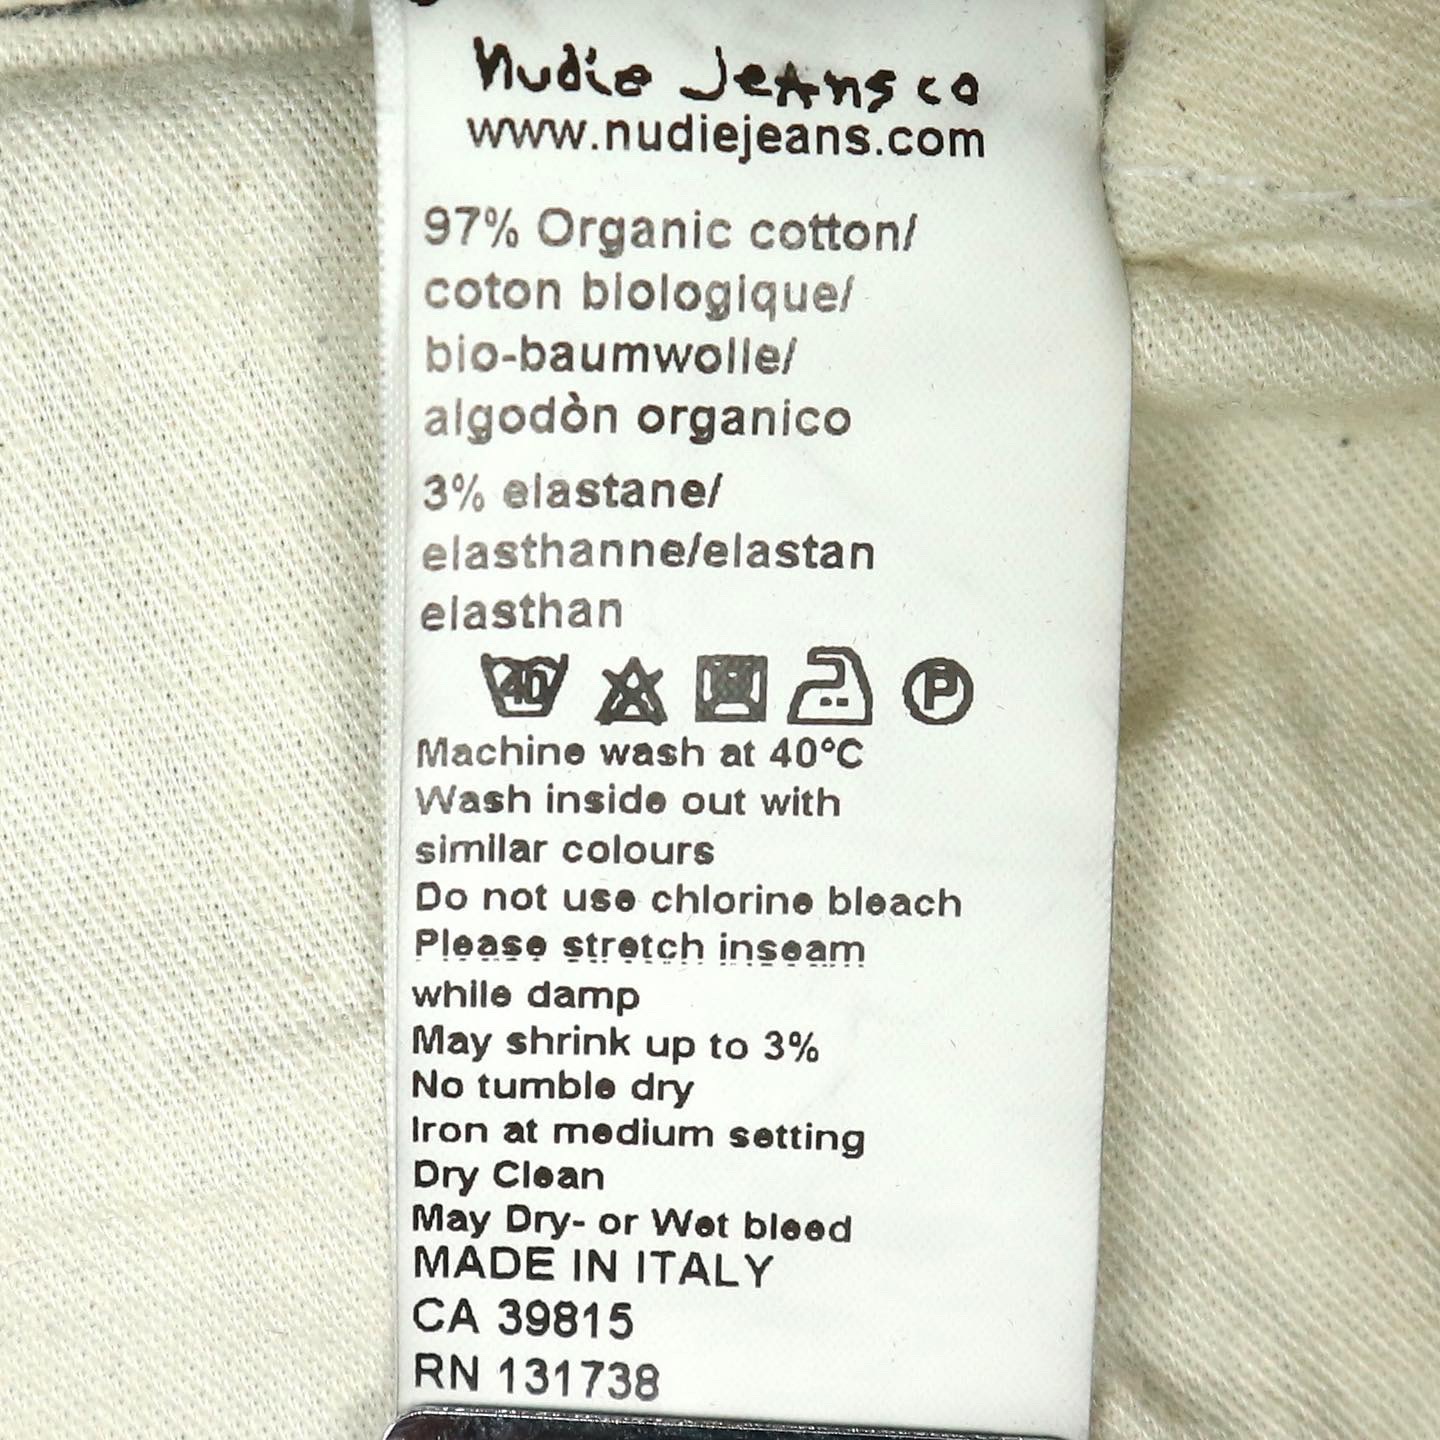 nudie Jeans co
www.nudiejeans.com
97% Organic cotton/
coton biologique/
bio-baumwolle/
algodòn organico
3% elastane/
elasthanne/elastan
elasthan
40 P
Machine wash at 40°C
Wash inside out with
similar colours
Do not use chlorine bleach
Please stretch inseam
while damp
May shrink up to 3%
No tumble dry
Iron at medium setting
Dry Clean
May Dry- or Wet bleed
MADE IN ITALY
CA 39815
RN 131738